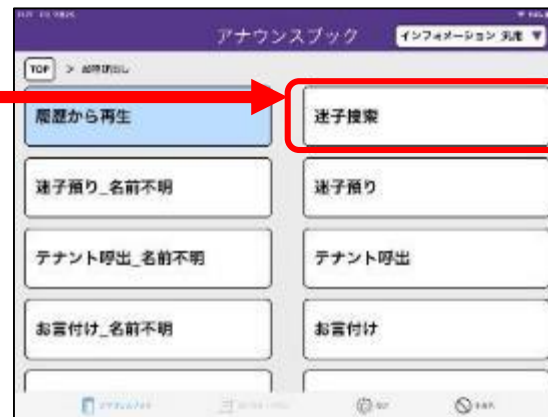 アナウンスブック
インフォメーション 汎用 ▼
TOP >
履歴から再生
迷子捜索
迷子預り_名前不明
迷子預り
テナント呼出_名前不明
テナント呼出
お言付け_名前不明
お言付け